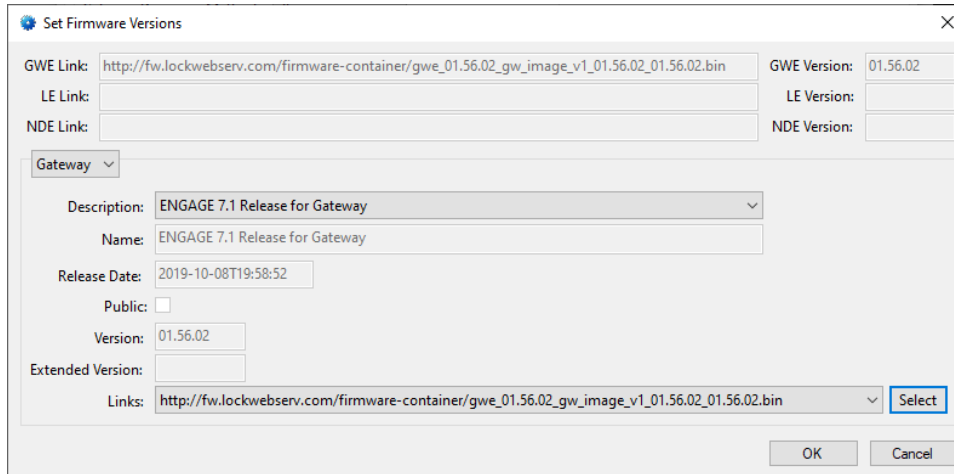 Set Firmware Versions
GWE Link: http://fw.lockwebserv.com/firmware-container/gwe_01.56.02_gw_image_v1_01.56.02_01.56.02.bin GWE Version: 01.56.02
LE Link: LE Version:
NDE Link: NDE Version:
Gateway
Description: ENGAGE 7.1 Release for Gateway
Name: ENGAGE 7.1 Release for Gateway
Release Date: 2019-10-08T19:58:52
Public:
Version: 01.56.02
Extended Version:
Links: http://fw.lockwebserv.com/firmware-container/gwe_01.56.02_gw_image_v1_01.56.02_01.56.02.bin Select
OK Cancel